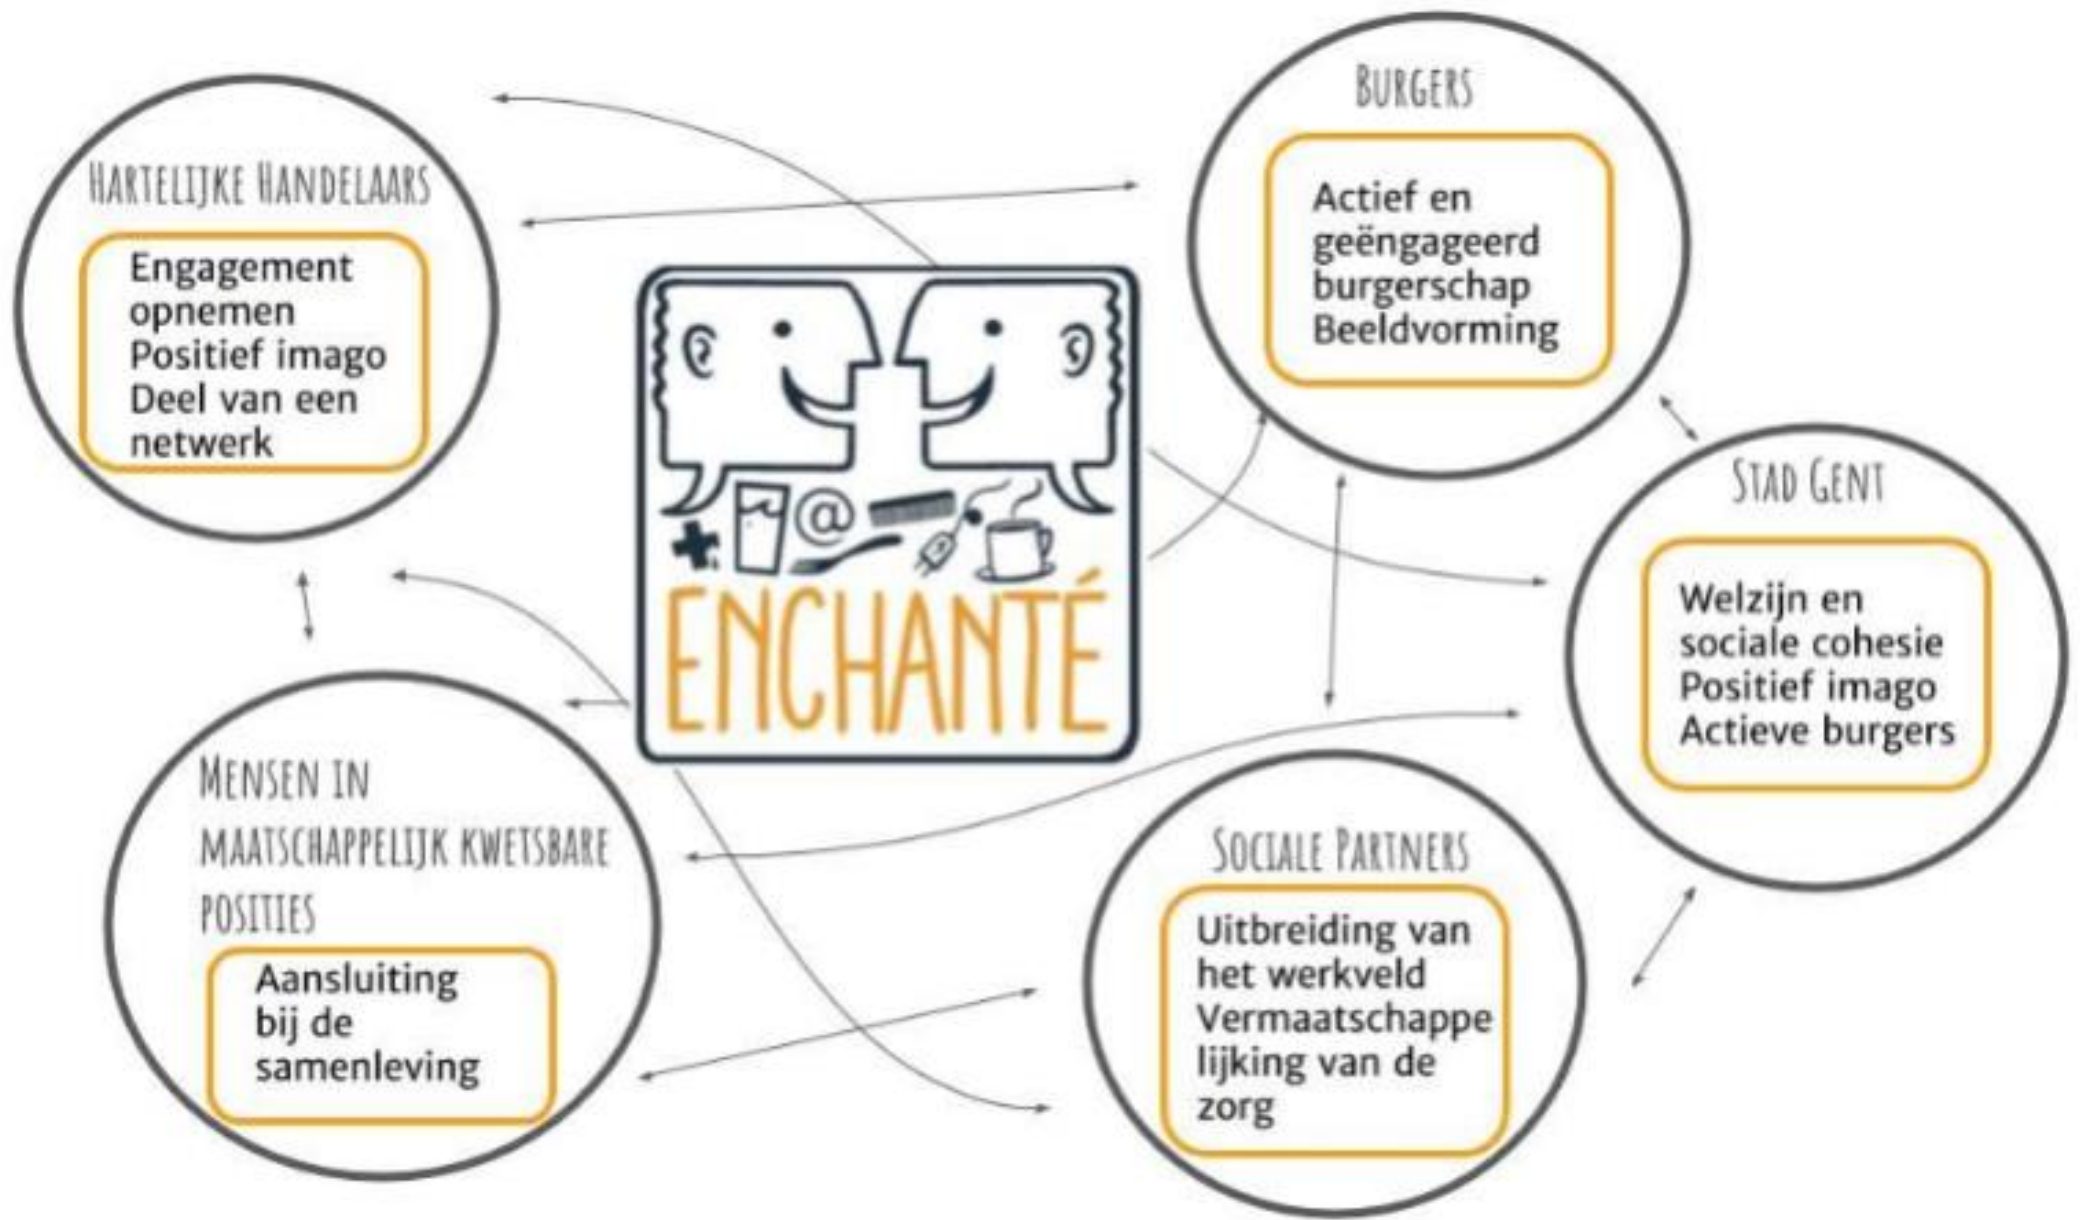 HARTELIJKE HANDELAARS
Engagement
opnemen
Positief imago
Deel van een
netwerk
BURGERS
Actief en
geëngageerd
burgerschap
Beeldvorming
@
ENCHANTÉ
STAD GENT
Welzijn en
sociale cohesie
Positief imago
Actieve burgers
MENSEN IN
MAATSCHAPPELIJK KWETSBARE
POSITIES
Aansluiting
bij de
samenleving
SOCIALE PARTNERS
Uitbreiding van
het werkveld
Vermaatschappe
lijking van de
zorg